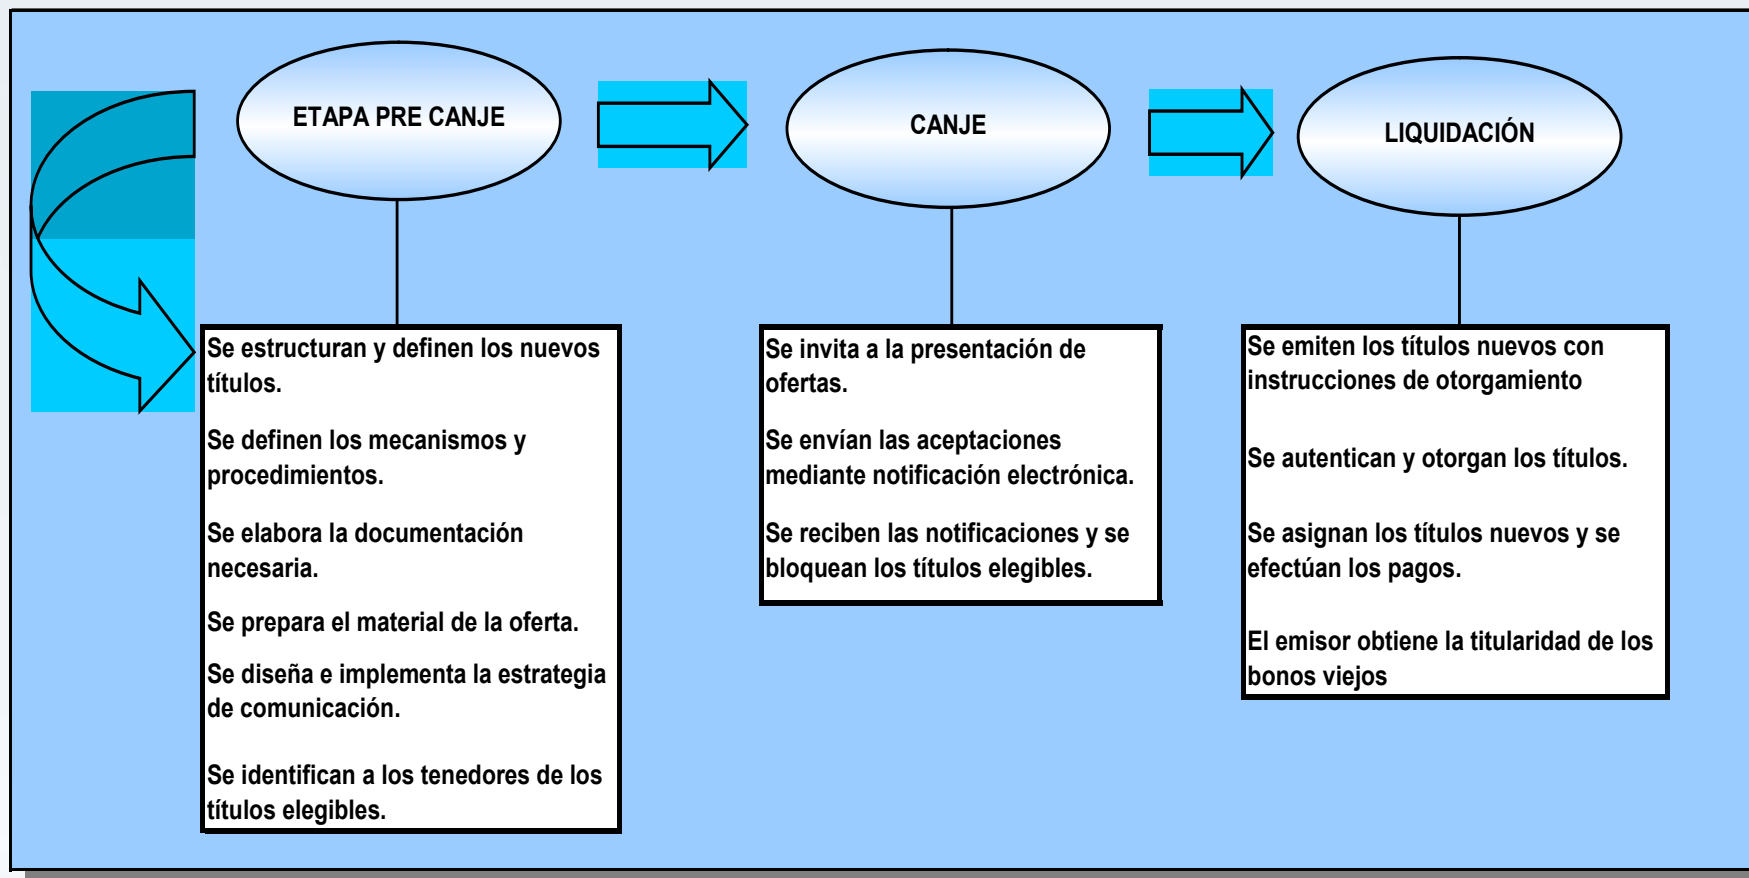 ETAPA PRE CANJE
CANJE
LIQUIDACIÓN
Se estructuran y definen los nuevos
títulos.
Se definen los mecanismos y
procedimientos.
Se elabora la documentación
necesaria.
Se prepara el material de la oferta.
Se diseña e implementa la estrategia
de comunicación.
Se identifican a los tenedores de los
títulos elegibles.
Se invita a la presentación de
ofertas.
Se envían las aceptaciones
mediante notificación electrónica.
Se reciben las notificaciones y se
bloquean los títulos elegibles.
Se emiten los títulos nuevos con
instrucciones de otorgamiento
Se autentican y otorgan los títulos.
Se asignan los títulos nuevos y se
efectúan los pagos.
El emisor obtiene la titularidad de los
bonos viejos